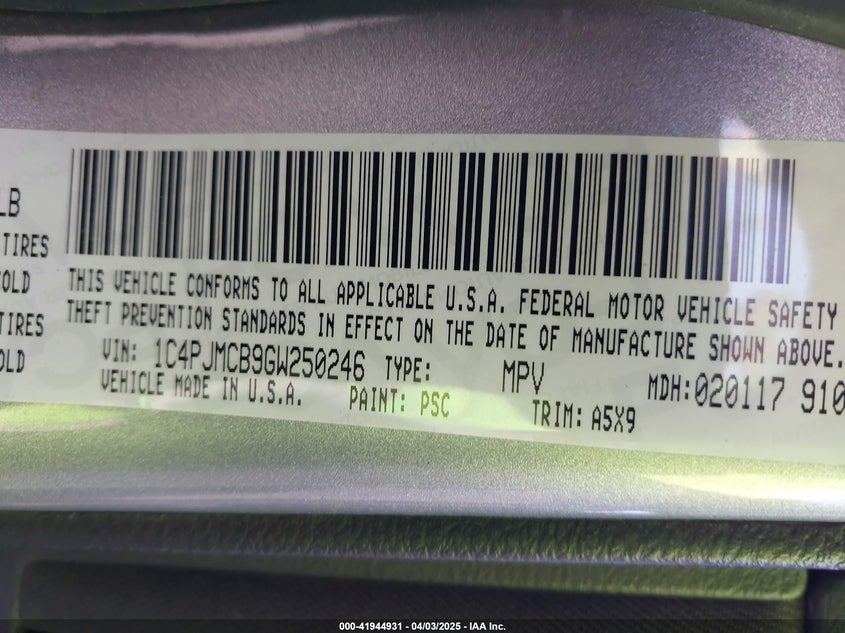 LB
TIRES
COLD
TIRES
COLD
THIS VEHICLE CONFORMS TO ALL APPLICABLE U.S.A. FEDERAL MOTOR VEHICLE SAFETY
THEFT PREVENTION STANDARDS IN EFFECT ON THE DATE OF MANUFACTURE SHOWN ABOVE.
VIN: 1C4PJMCB9GW250246 TYPE: MPV MDH:020117 910
VEHICLE MADE IN U.S.A. PAINT: PSC TRIM: A5X9
000-41944931 - 04/03/2025 - IAA Inc.